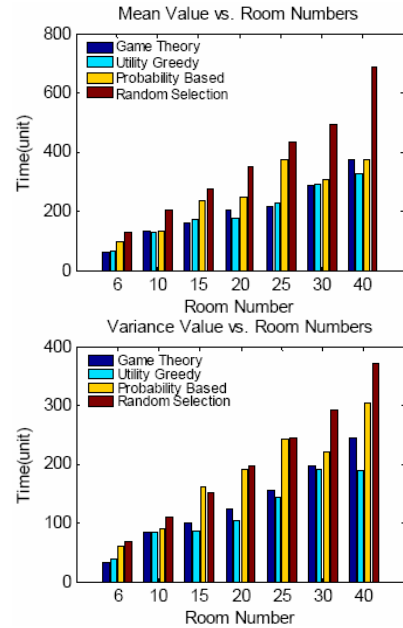 Mean Value vs. Room Numbers
800
600
400
200
0
Time(unit)
Game Theory
Utility Greedy
Probability Based
Random Selection
6 10 15 20 25 30 40
Room Number
Variance Value vs. Room Numbers
400
300
200
100
0
Time(unit)
Game Theory
Utility Greedy
Probability Based
Random Selection
6 10 15 20 25 30 40
Room Number